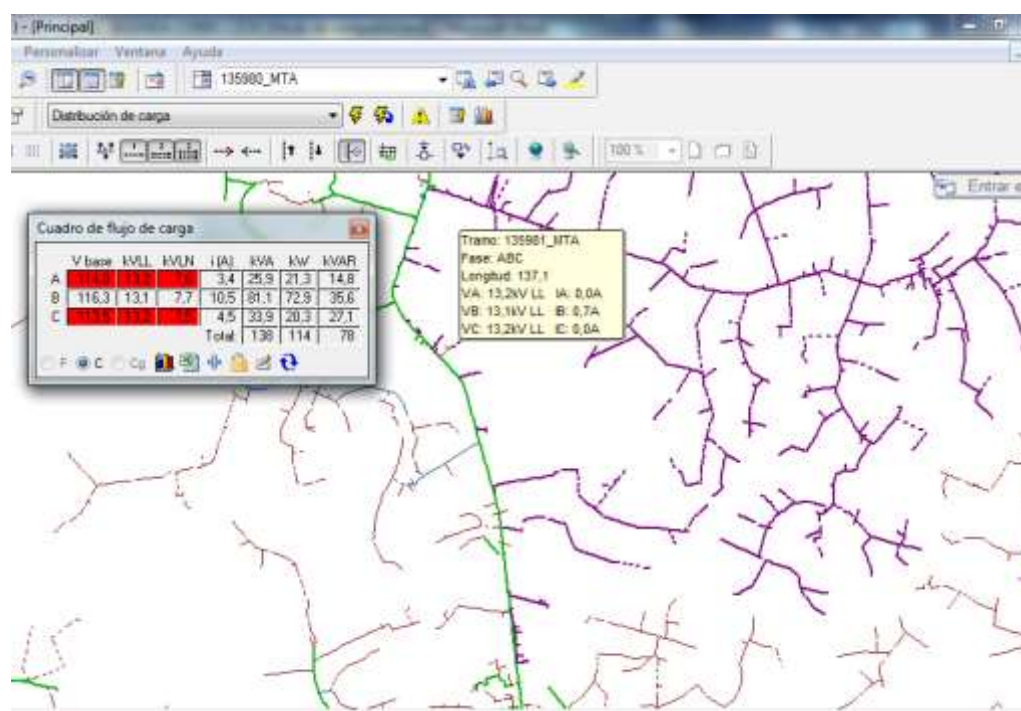 ) - [Principal]
Personalizar Ventana Ayuda
135980_MTA
Distribución de carga
100 %
Entrar e
Cuadro de flujo de carga
V base kVLL kVLN i (A) kVA kW kVAR
A 3,4 25,9 21,3 14,8
B 116,3 13,1 7,7 10,5 81,1 72,9 35,6
C 4,5 33,9 20,3 27,1
Total 138 114 78
F C Cg
Tramo: 135981_MTA
Fase: ABC
Longitud: 137,1
VA: 13,2kV LL IA: 0,0A
VB: 13,1kV LL IB: 0,7A
VC: 13,2kV LL IC: 0,0A